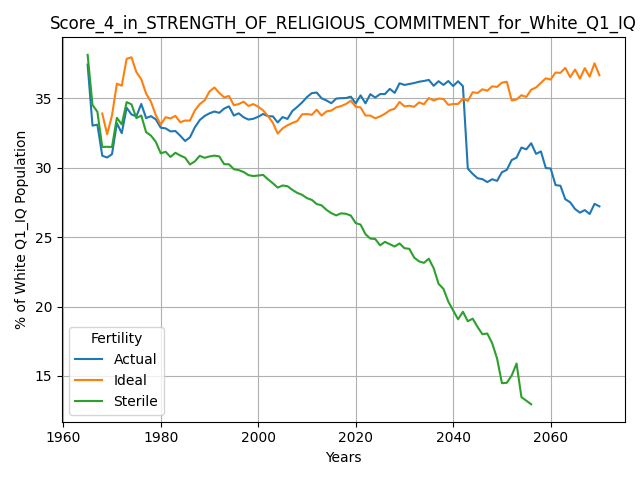 Score_4_in_STRENGTH_OF_RELIGIOUS_COMMITMENT_for_White_Q1_IQ
% of White Q1_IQ Population
35
30
25
20
15
Fertility
Actual
Ideal
Sterile
1960
1980
2000
2020
2040
2060
Years